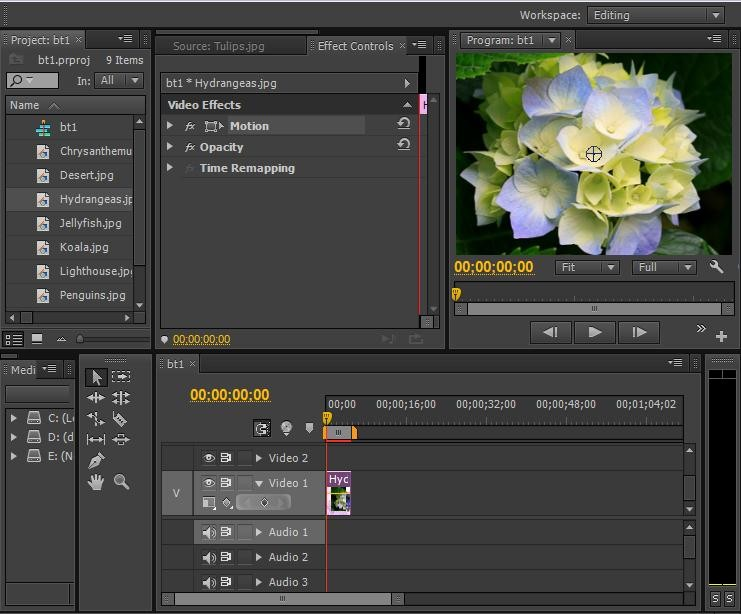 Workspace: Editing
Project: bt1
bt1.prproj 9 Items
In: All
Name
bt1
Chrysanthemu
Desert.jpg
Hydrangeas.jp
Jellyfish.jpg
Koala.jpg
Lighthouse.jpg
Penguins.jpg
Source: Tulips.jpg
Effect Controls
bt1 * Hydrangeas.jpg
Video Effects
fx Motion
fx Opacity
fx Time Remapping
H
00;00;00;00
Program: bt1
00;00;00;00 Fit Full
Medi
C: (Lo
D: (d
E: (N
bt1
00;00;00;00
00;00 00;00;16;00 00;00;32;00 00;00;48;00 00;01;04;02
Video 2
V Video 1
Hyc
Audio 1
Audio 2
Audio 3
S S